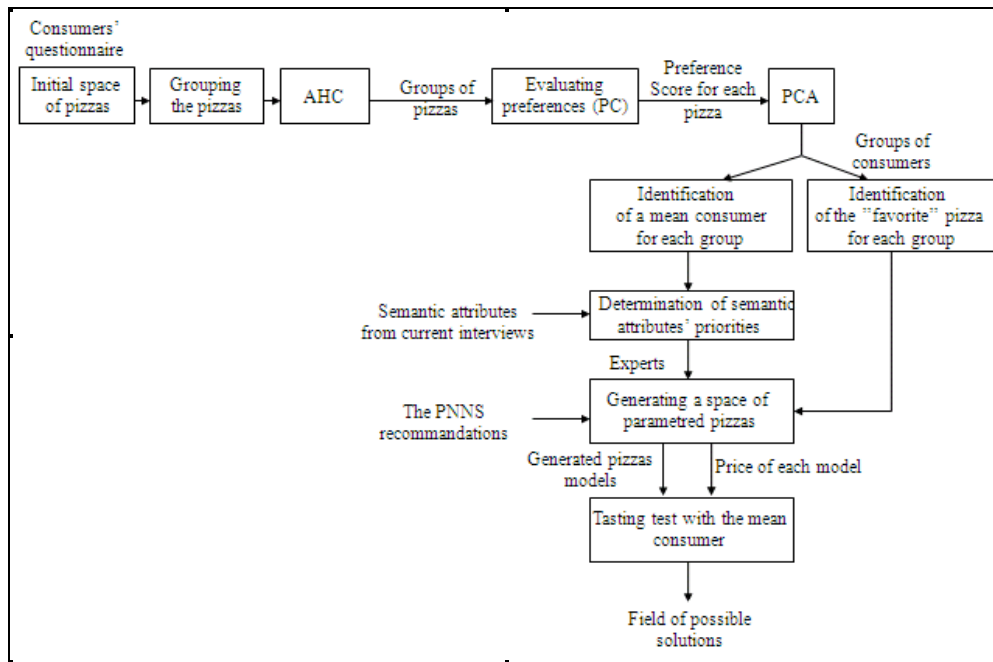 Consumers'
questionnaire
Initial space
of pizzas
Grouping
the pizzas
AHC
Groups of
pizzas
Evaluating
preferences (PC)
Preference
Score for each
pizza
PCA
Groups of
consumers
Identification
of a mean consumer
for each group
Identification
of the ”favorite” pizza
for each group
Semantic attributes
from current interviews
Determination of semantic
attributes' priorities
Experts
The PNNS
recommandations
Generating a space of
parametred pizzas
Generated pizzas
models
Price of each model
Tasting test with the mean
consumer
Field of possible
solutions